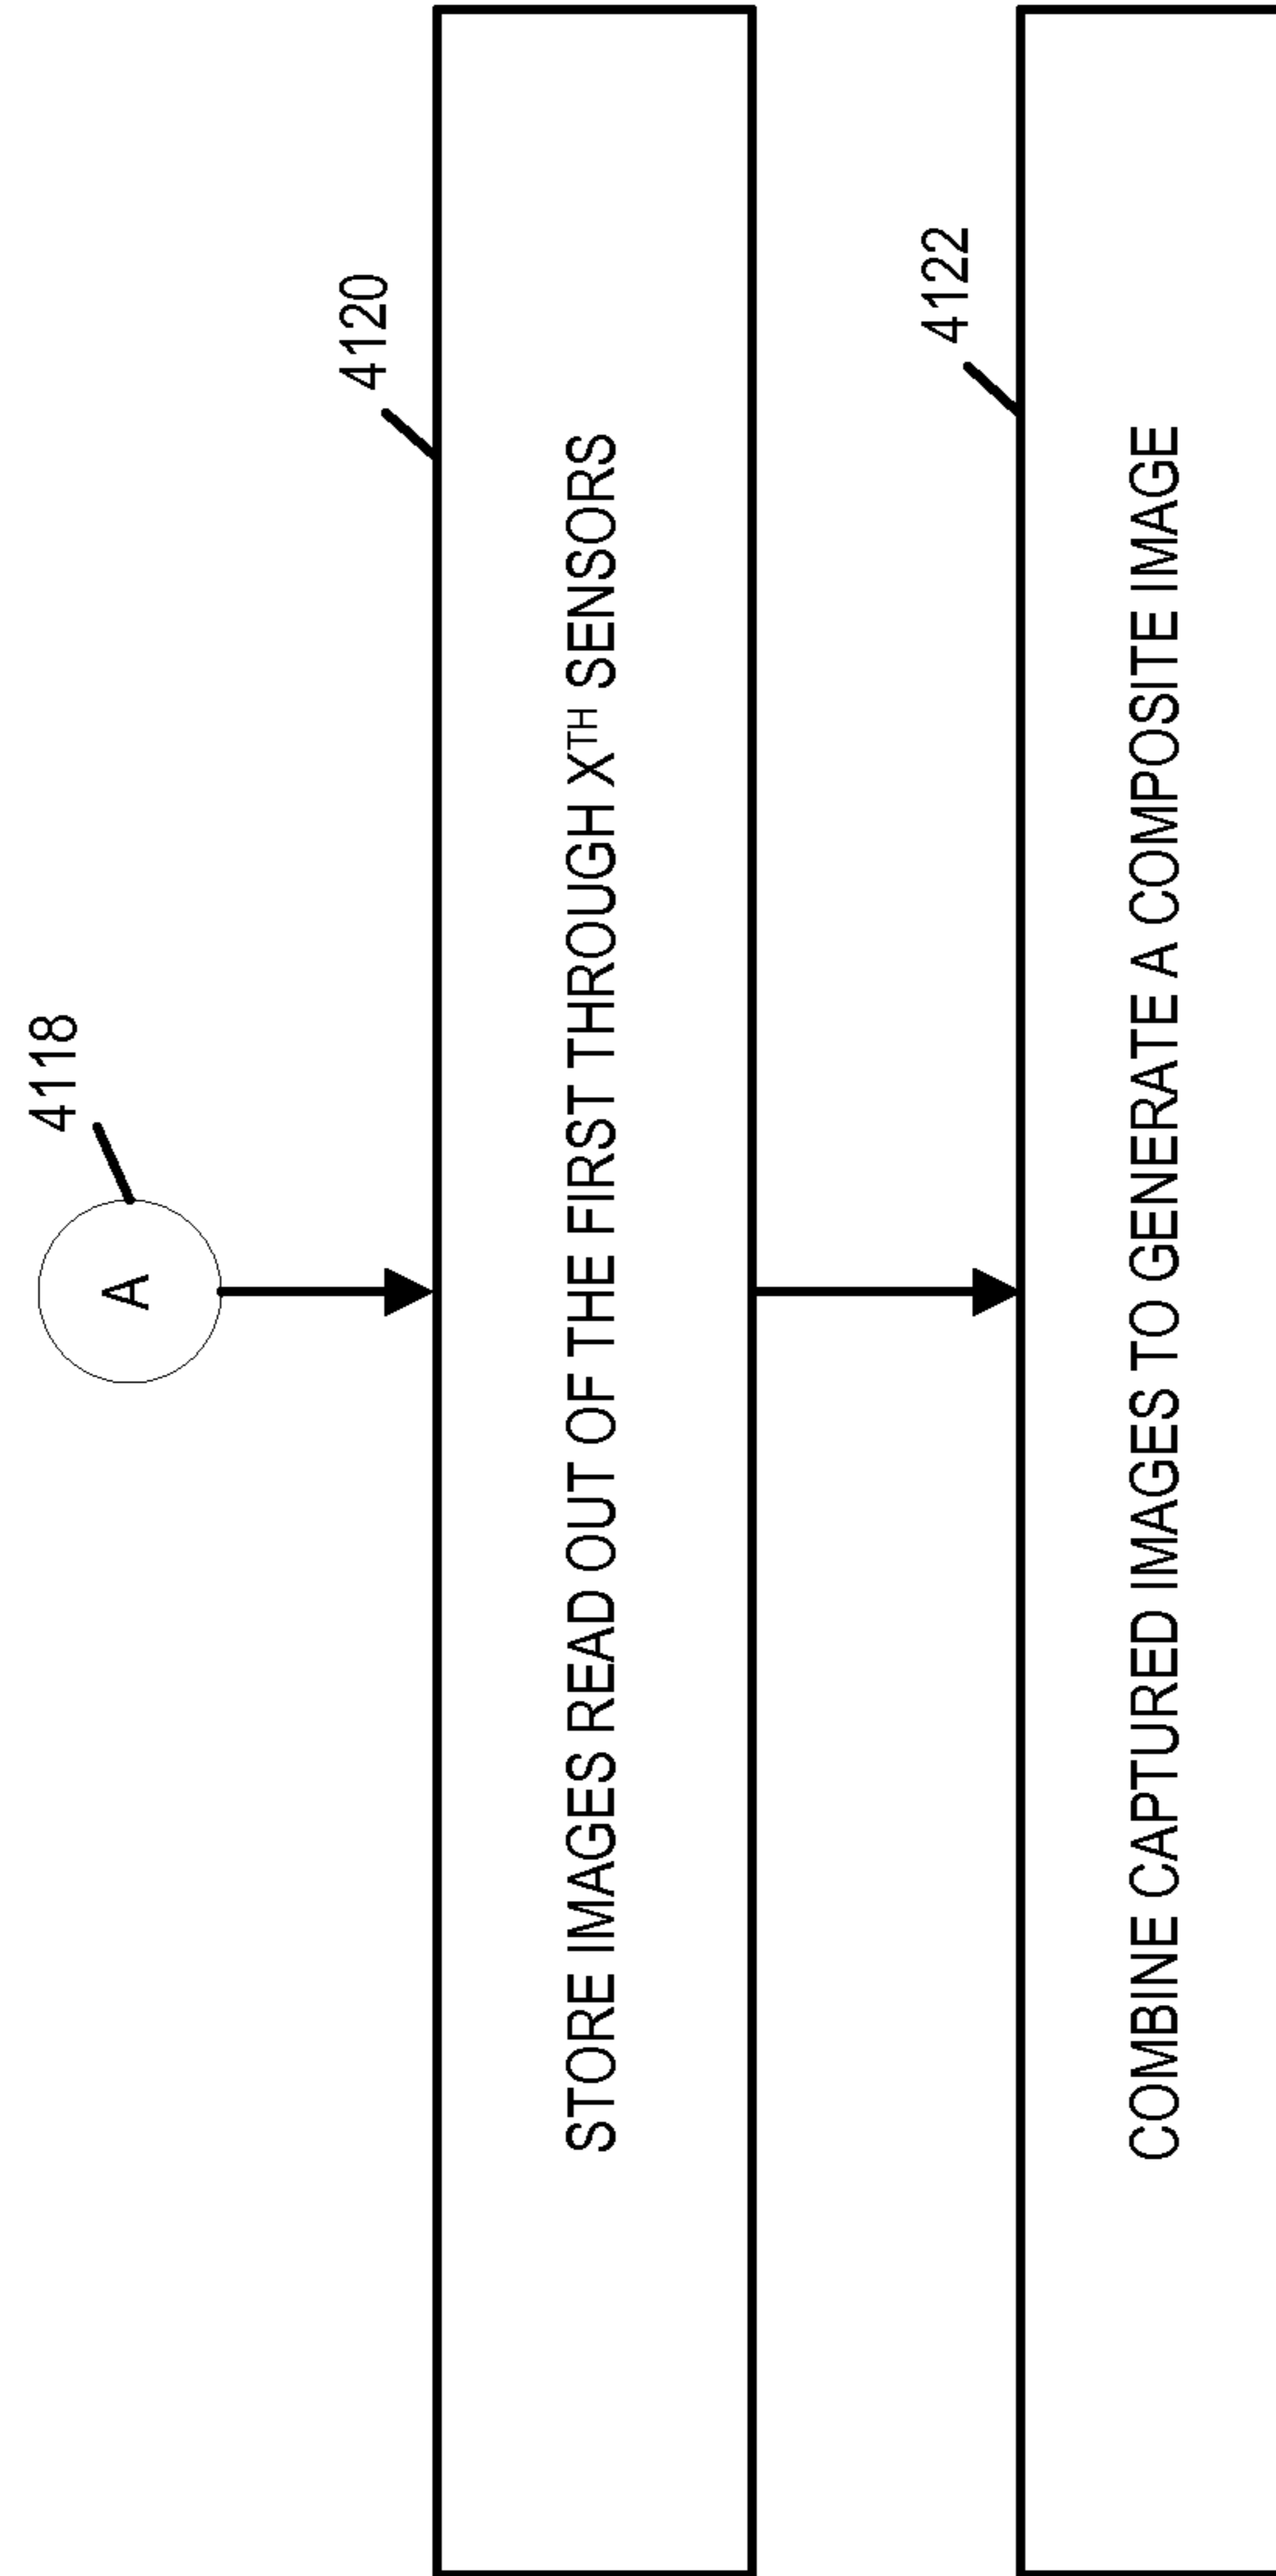 4118
A
4120
STORE IMAGES READ OUT OF THE FIRST THROUGH Xᵀᴴ SENSORS
4122
COMBINE CAPTURED IMAGES TO GENERATE A COMPOSITE IMAGE